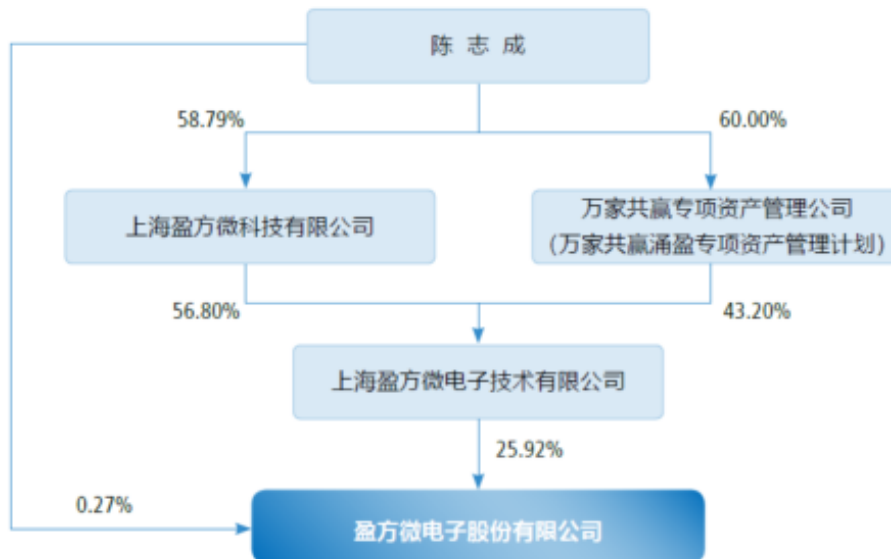 陈志成
58.79%
60.00%
上海盈方微科技有限公司
万家共赢专项资产管理公司
（万家共赢涌盈专项资产管理计划）
56.80%
43.20%
上海盈方微电子技术有限公司
25.92%
0.27%
盈方微电子股份有限公司